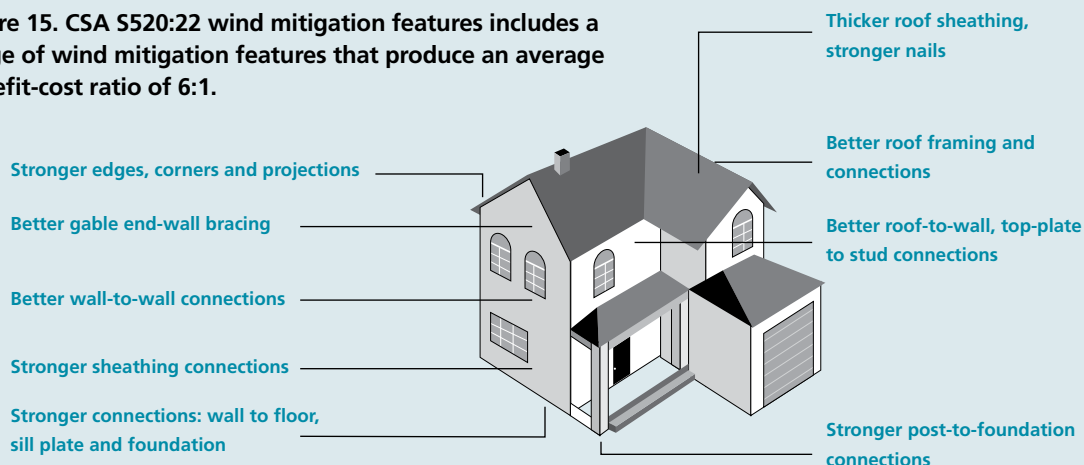 re 15. CSA S520:22 wind mitigation features includes a
ge of wind mitigation features that produce an average
efit-cost ratio of 6:1.
Stronger edges, corners and projections
Better gable end-wall bracing
Better wall-to-wall connections
Stronger sheathing connections
Stronger connections: wall to floor,
sill plate and foundation
Thicker roof sheathing,
stronger nails
Better roof framing and
connections
Better roof-to-wall, top-plate
to stud connections
Stronger post-to-foundation
connections